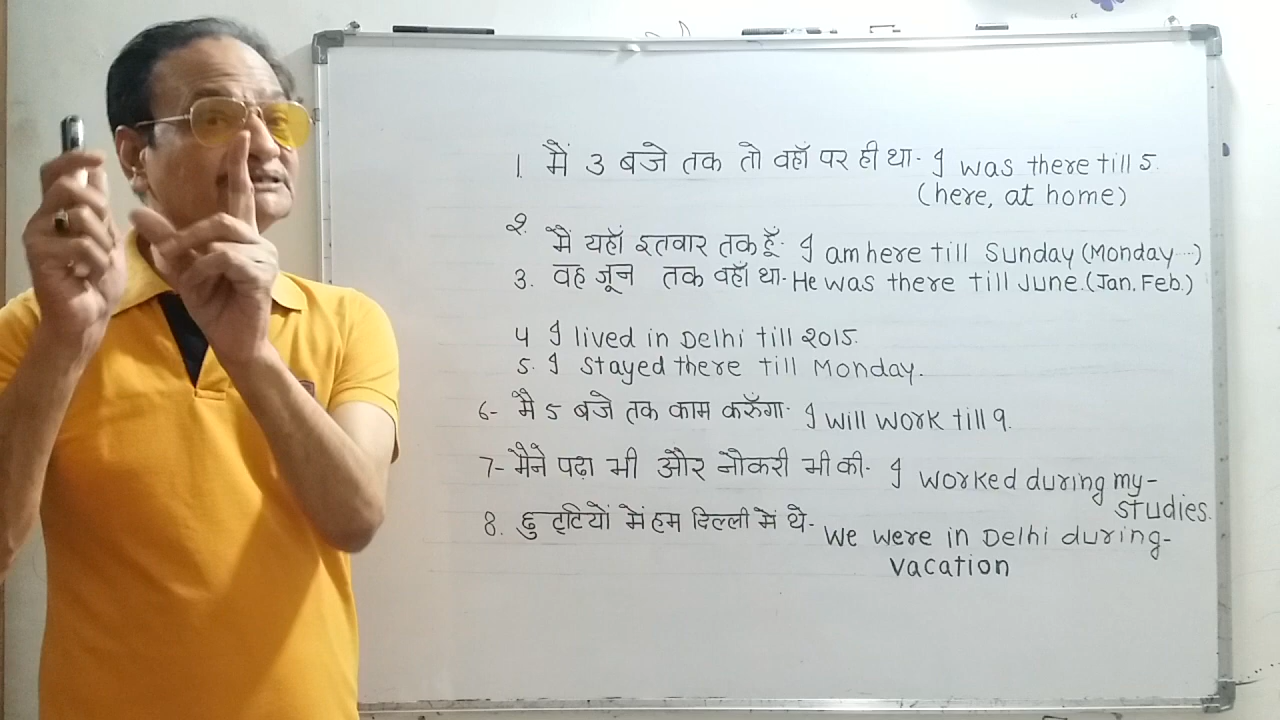 1. मैं 3 बजे तक तो वहाँ पर ही था- I was there till 5.
(here, at home)
2. मैं यहाँ इतवार तक हूँ- I am here till Sunday (Monday...)
3. वह जून तक वहाँ था- He was there till June. (Jan, Feb.)
4 I lived in Delhi till 2015.
5. I stayed there till Monday.
6- मै 5 बजे तक काम करूँगा- I will work till 9.
7- मैने पढ़ा भी और नौकरी भी की- I worked during my-
studies.
8. छुट्टियों में हम दिल्ली में थे- We were in Delhi during-
vacation